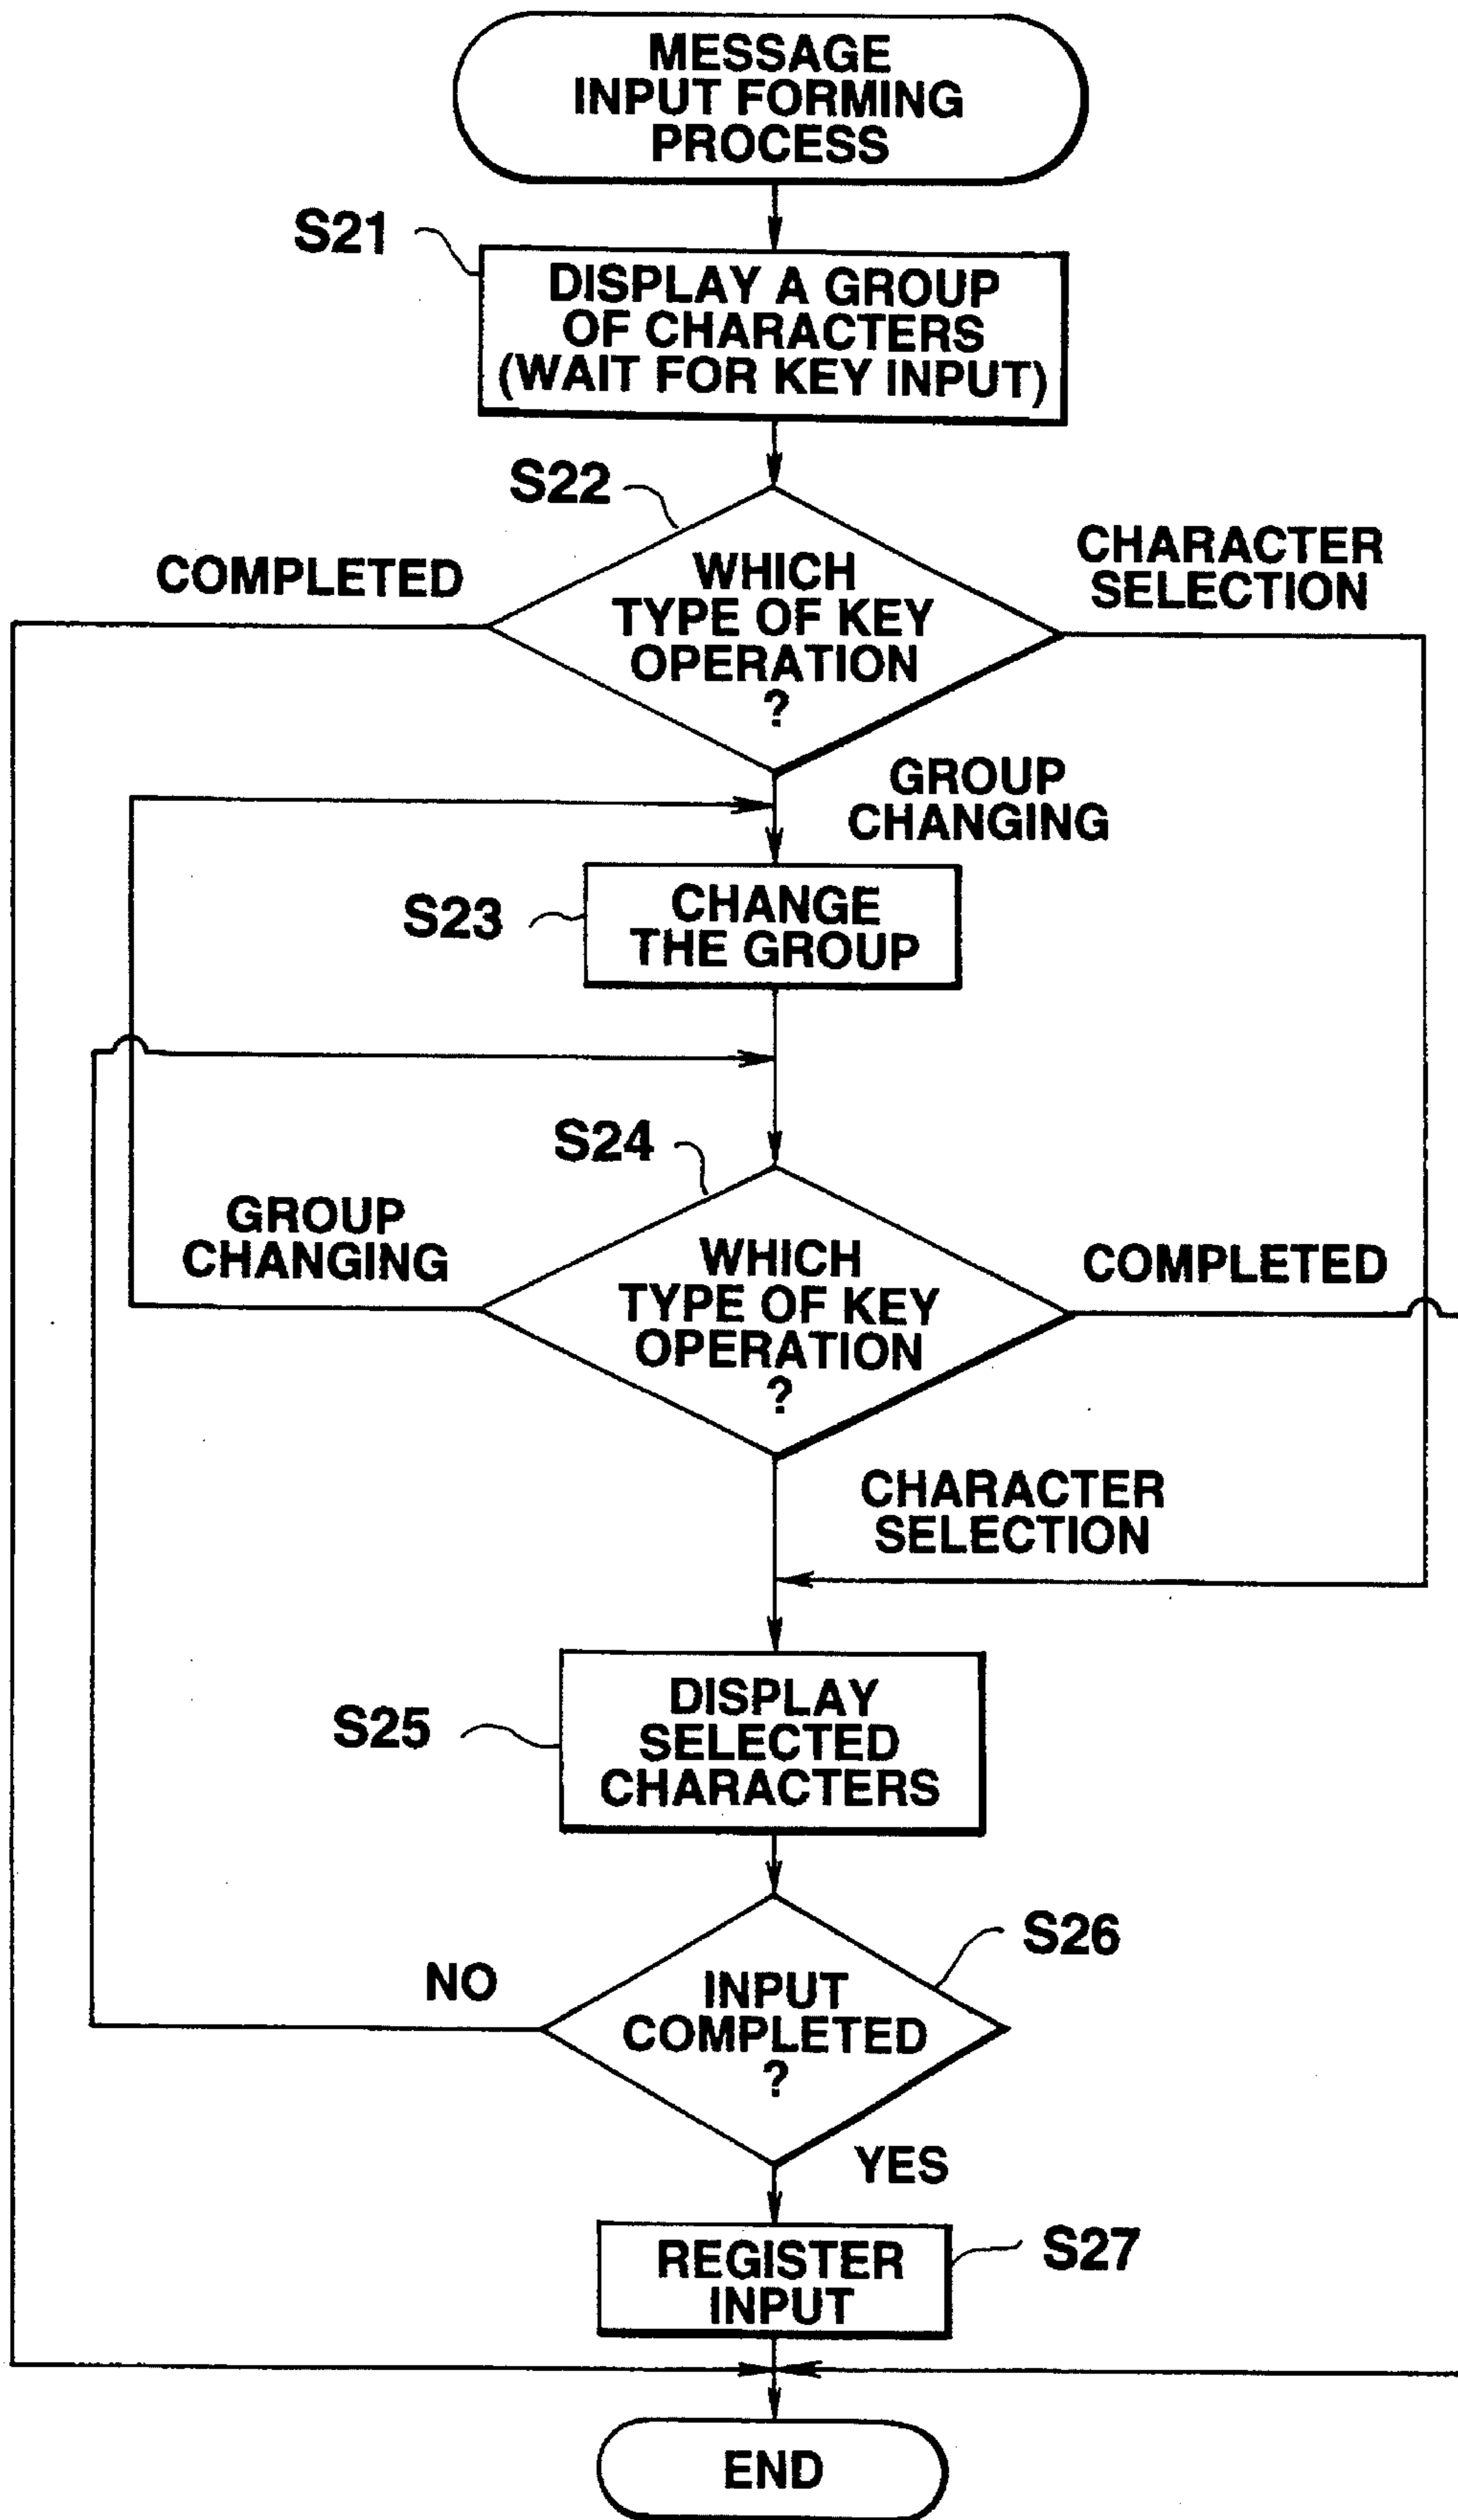 MESSAGE
INPUT FORMING
PROCESS
S21
DISPLAY A GROUP
OF CHARACTERS
(WAIT FOR KEY INPUT)
S22
COMPLETED
WHICH
TYPE OF KEY
OPERATION
?
CHARACTER
SELECTION
GROUP
CHANGING
S23
CHANGE
THE GROUP
S24
GROUP
CHANGING
WHICH
TYPE OF KEY
OPERATION
?
COMPLETED
CHARACTER
SELECTION
S25
DISPLAY
SELECTED
CHARACTERS
S26
NO
INPUT
COMPLETED
?
YES
S27
REGISTER
INPUT
END